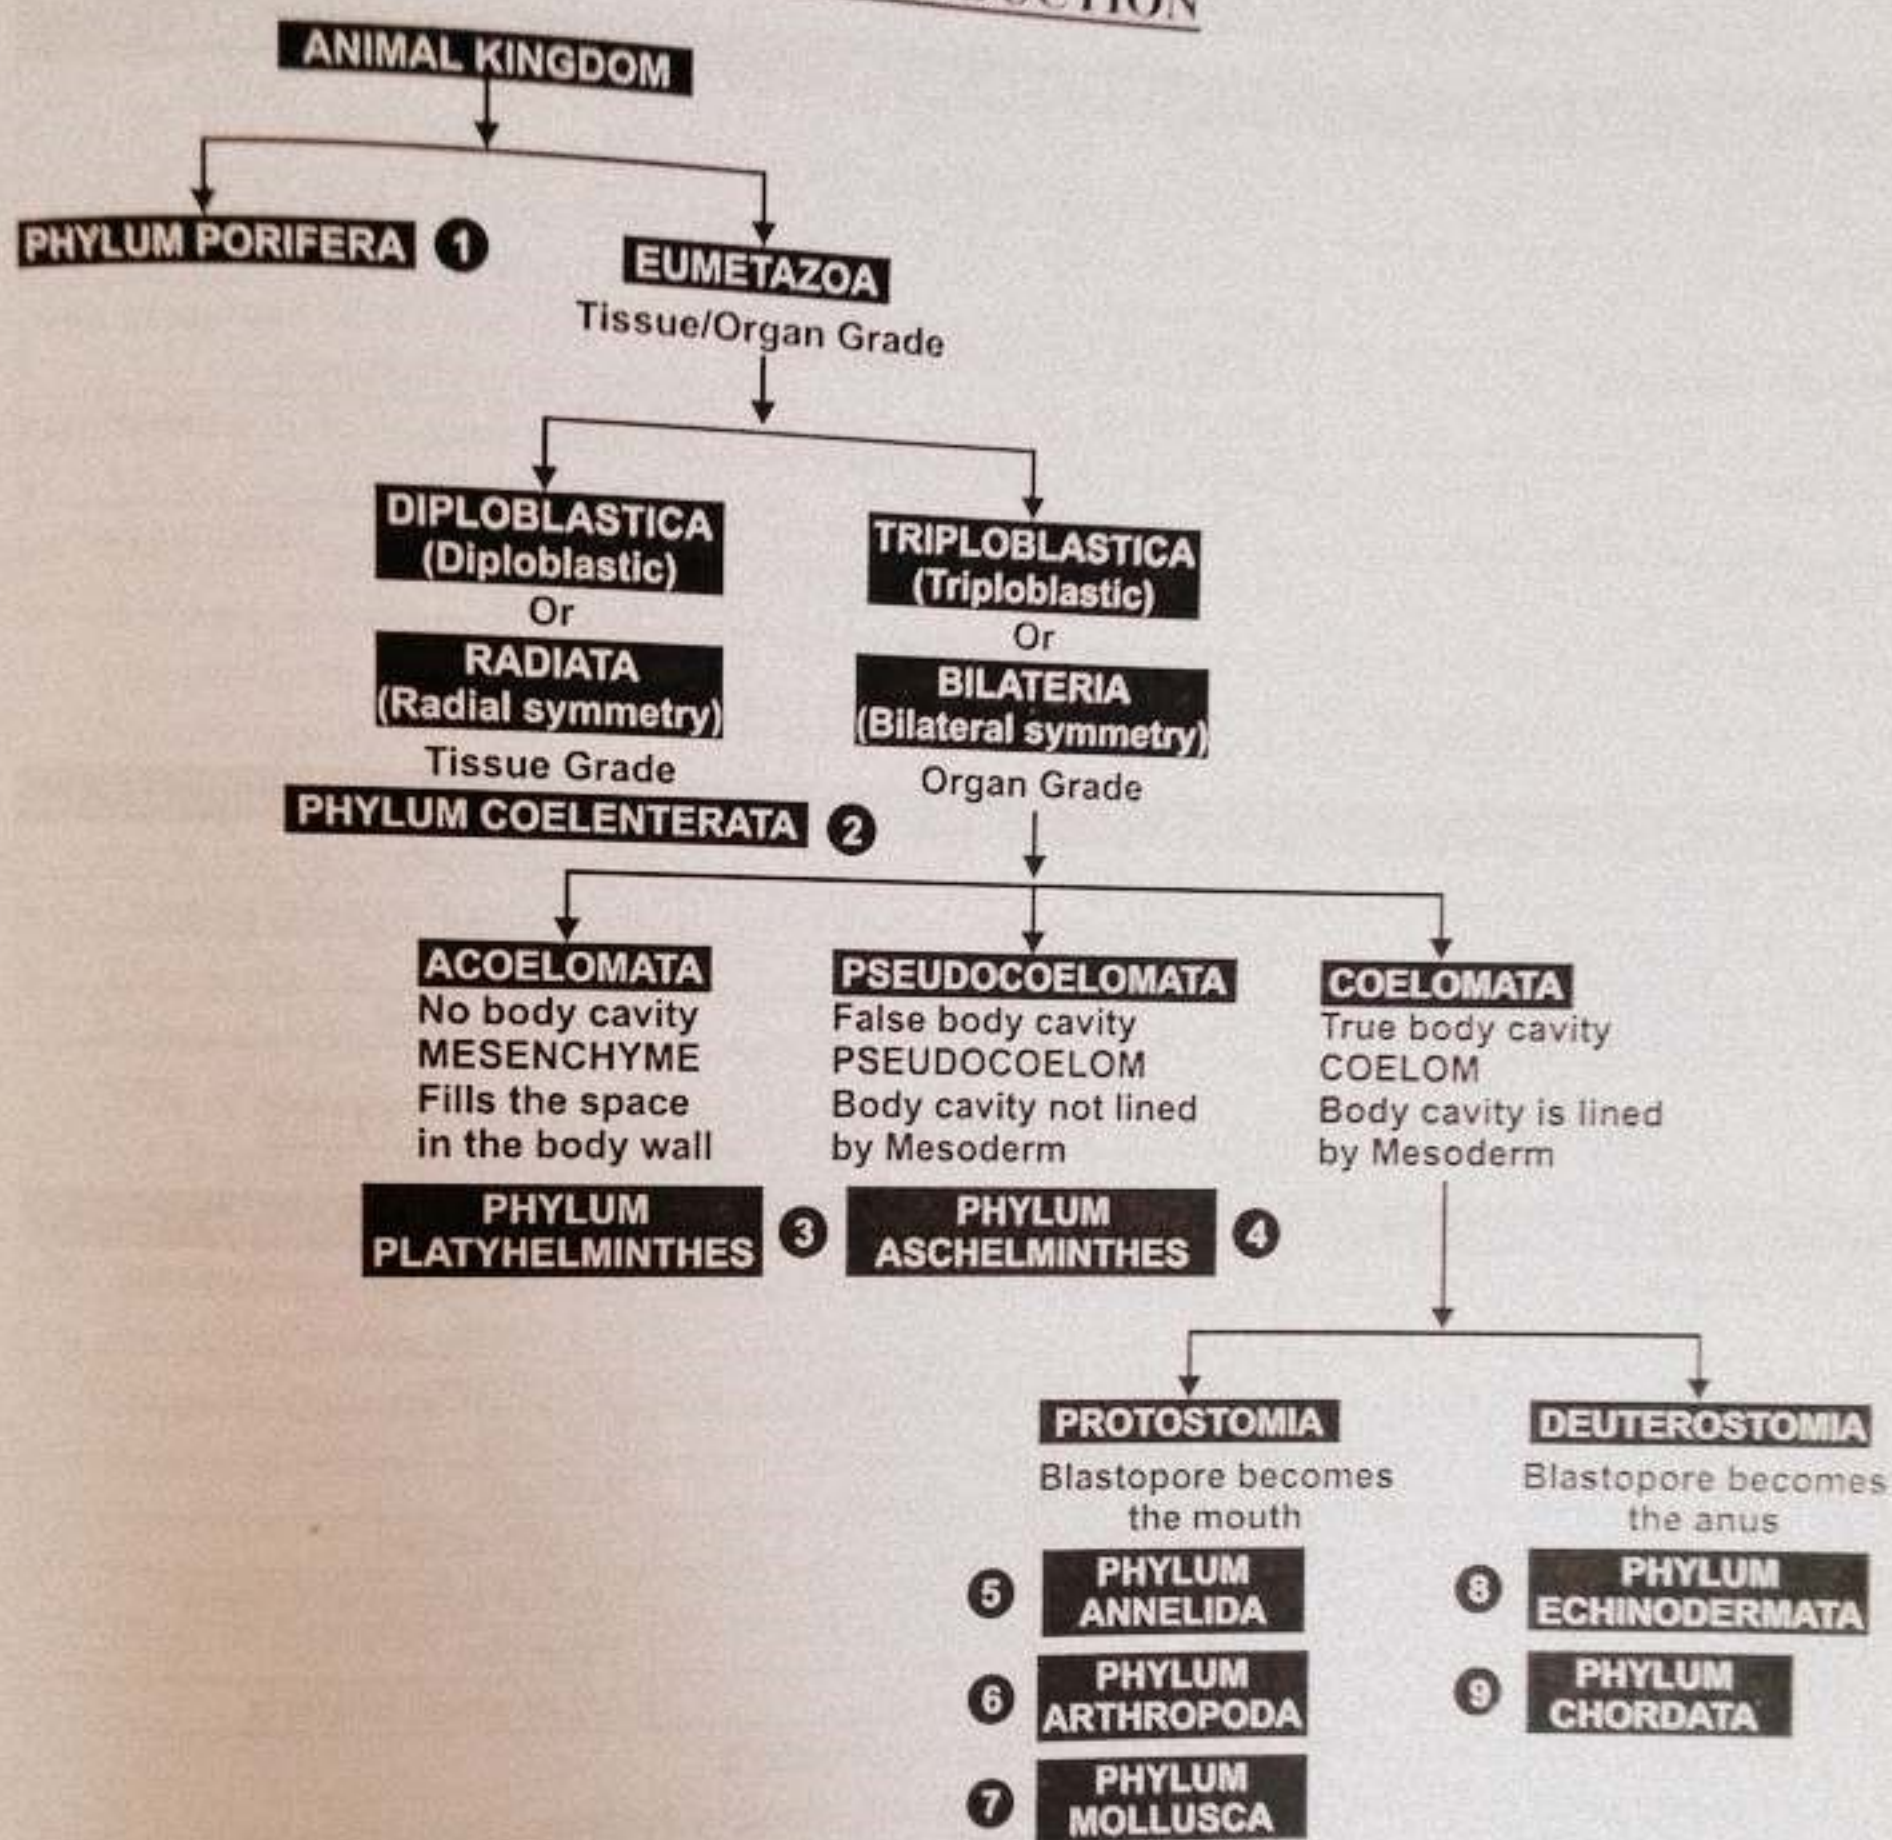 ANIMAL KINGDOM
PHYLUM PORIFERA 1
EUMETAZOA
Tissue/Organ Grade
DIPLOBLASTICA
(Diploblastic)
Or
RADIATA
(Radial symmetry)
Tissue Grade
PHYLUM COELENTERATA 2
TRIPLOBLASTICA
(Triploblastic)
Or
BILATERIA
(Bilateral symmetry)
Organ Grade
ACOELOMATA
No body cavity
MESENCHYME
Fills the space
in the body wall
PHYLUM
PLATYHELMINTHES 3
PSEUDOCOELOMATA
False body cavity
PSEUDOCOELOM
Body cavity not lined
by Mesoderm
PHYLUM
ASCHELMINTHES 4
COELOMATA
True body cavity
COELOM
Body cavity is lined
by Mesoderm
PROTOSTOMIA
Blastopore becomes
the mouth
5 PHYLUM
ANNELIDA
6 PHYLUM
ARTHROPODA
7 PHYLUM
MOLLUSCA
DEUTEROSTOMIA
Blastopore becomes
the anus
8 PHYLUM
ECHINODERMATA
9 PHYLUM
CHORDATA